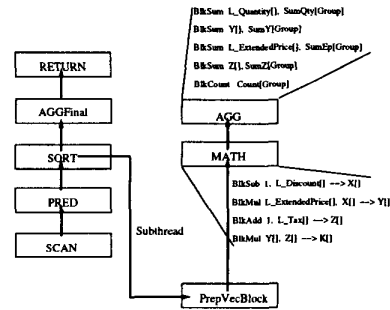 BlkSum L_Quantity[], SumQty[Group]
BlkSum Y[], SumY[Group]
BlkSum L_ExtendedPrice[], SumEp[Group]
BlkSum Z[], SumZ[Group]
BlkCount Count[Group]
RETURN
AGGFinal
SQRT
PRED
SCAN
Subthread
AGG
MATH
BlkSub 1, L_Discount[] --> X[]
BlkMul L_ExtendedPrice[], X[] --> Y[]
BlkAdd 1, L_Tax[] --> Z[]
BlkMul Y[], Z[] --> K[]
PrepVecBlock